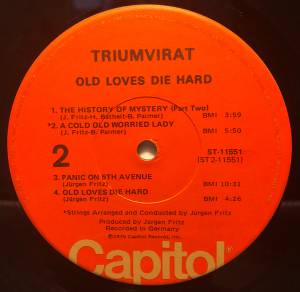 TRIUMVIRAT
OLD LOVES DIE HARD
1. THE HISTORY OF MYSTERY (Part Two)
(J. Fritz-H. Bathelt-B. Palmer) BMI 3:59
*2. A COLD OLD WORRIED LADY
(J. Fritz-B. Palmer) BMI 5:50
2
ST-11551
(ST2-11551)
3. PANIC ON 5TH AVENUE
(Jürgen Fritz) BMI 10:31
4. OLD LOVES DIE HARD
(Jürgen Fritz) BMI 4:26
*Strings Arranged and Conducted by Jürgen Fritz
Produced by Jürgen Fritz
Recorded in Germany
Capitol®